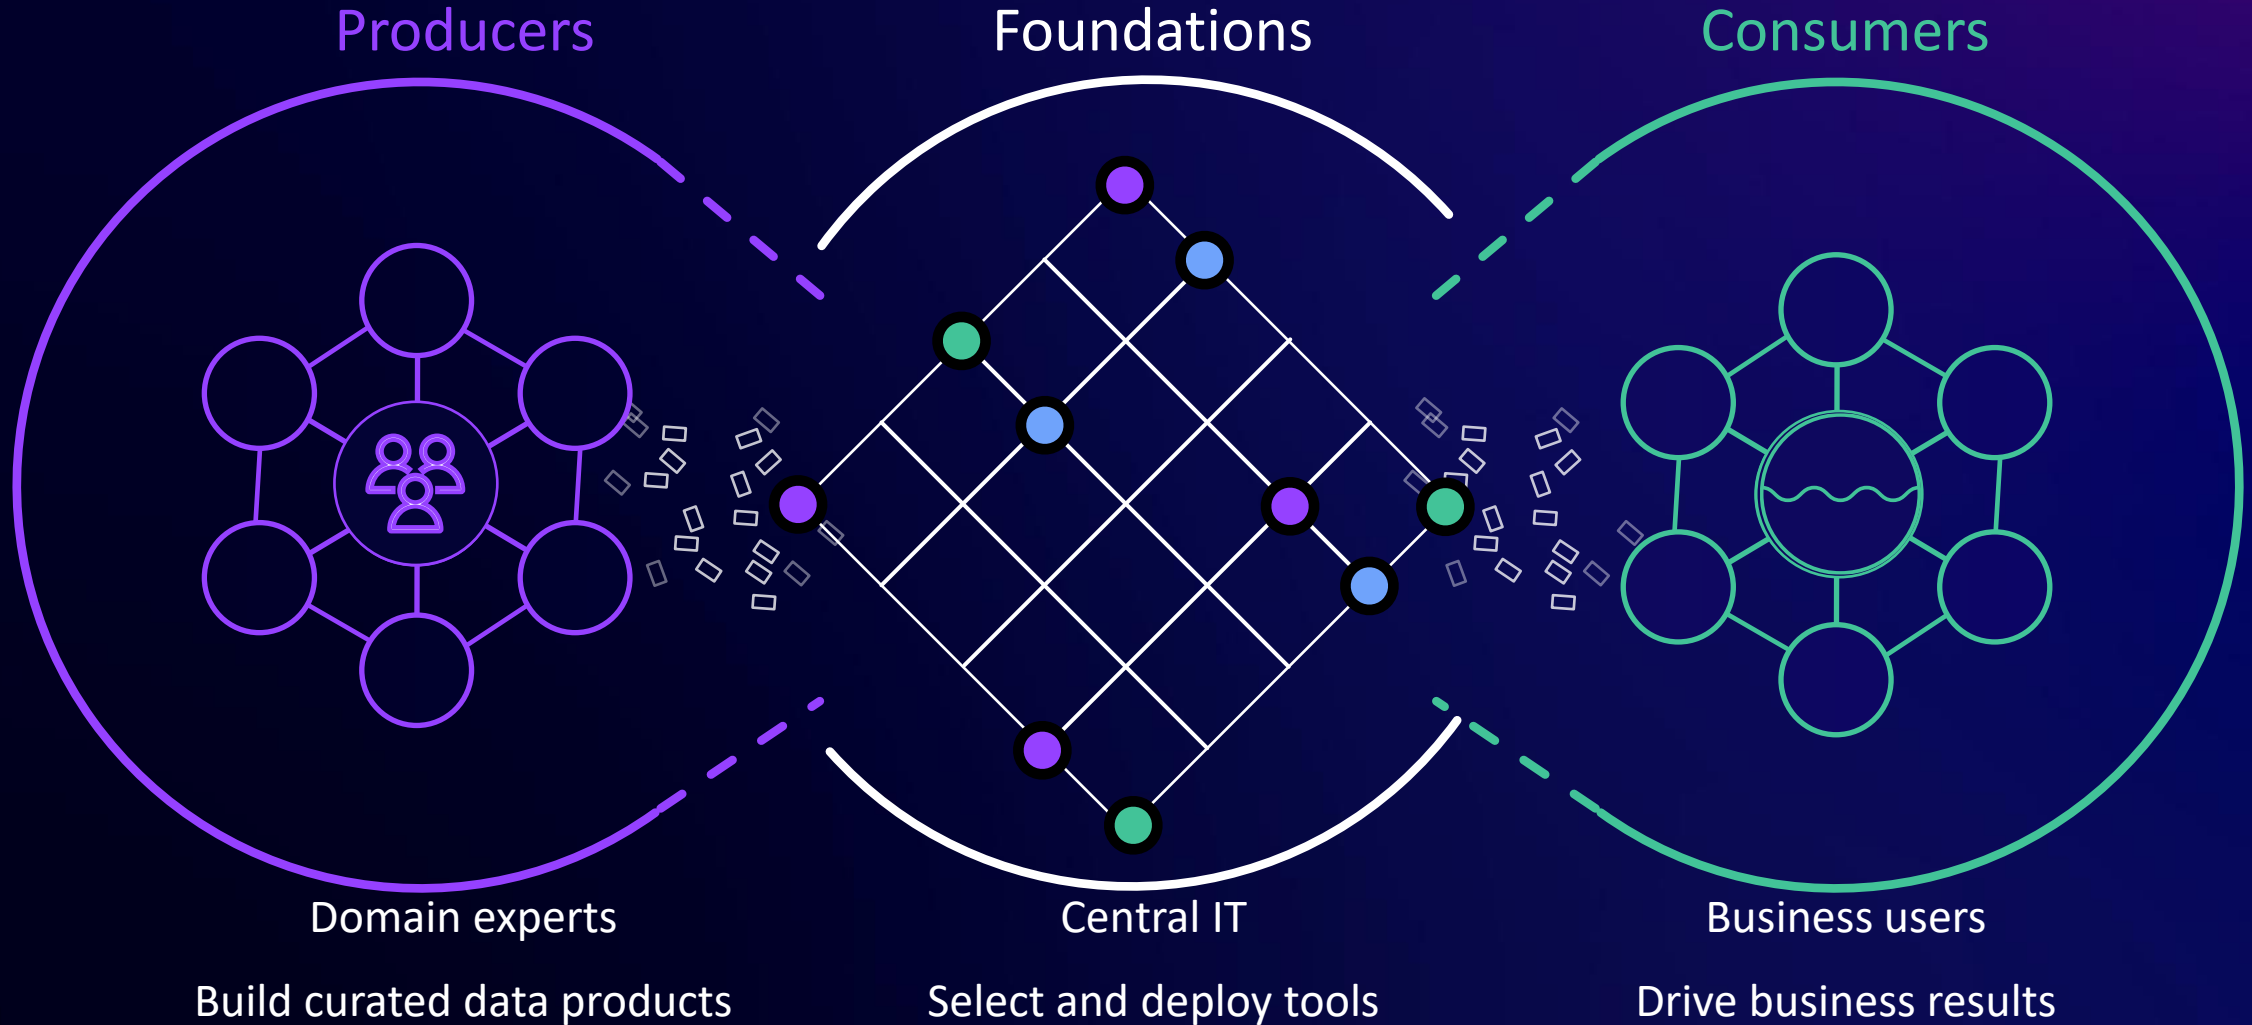 Producers
Foundations
Consumers
Domain experts
Central IT
Business users
Build curated data products
Select and deploy tools
Drive business results